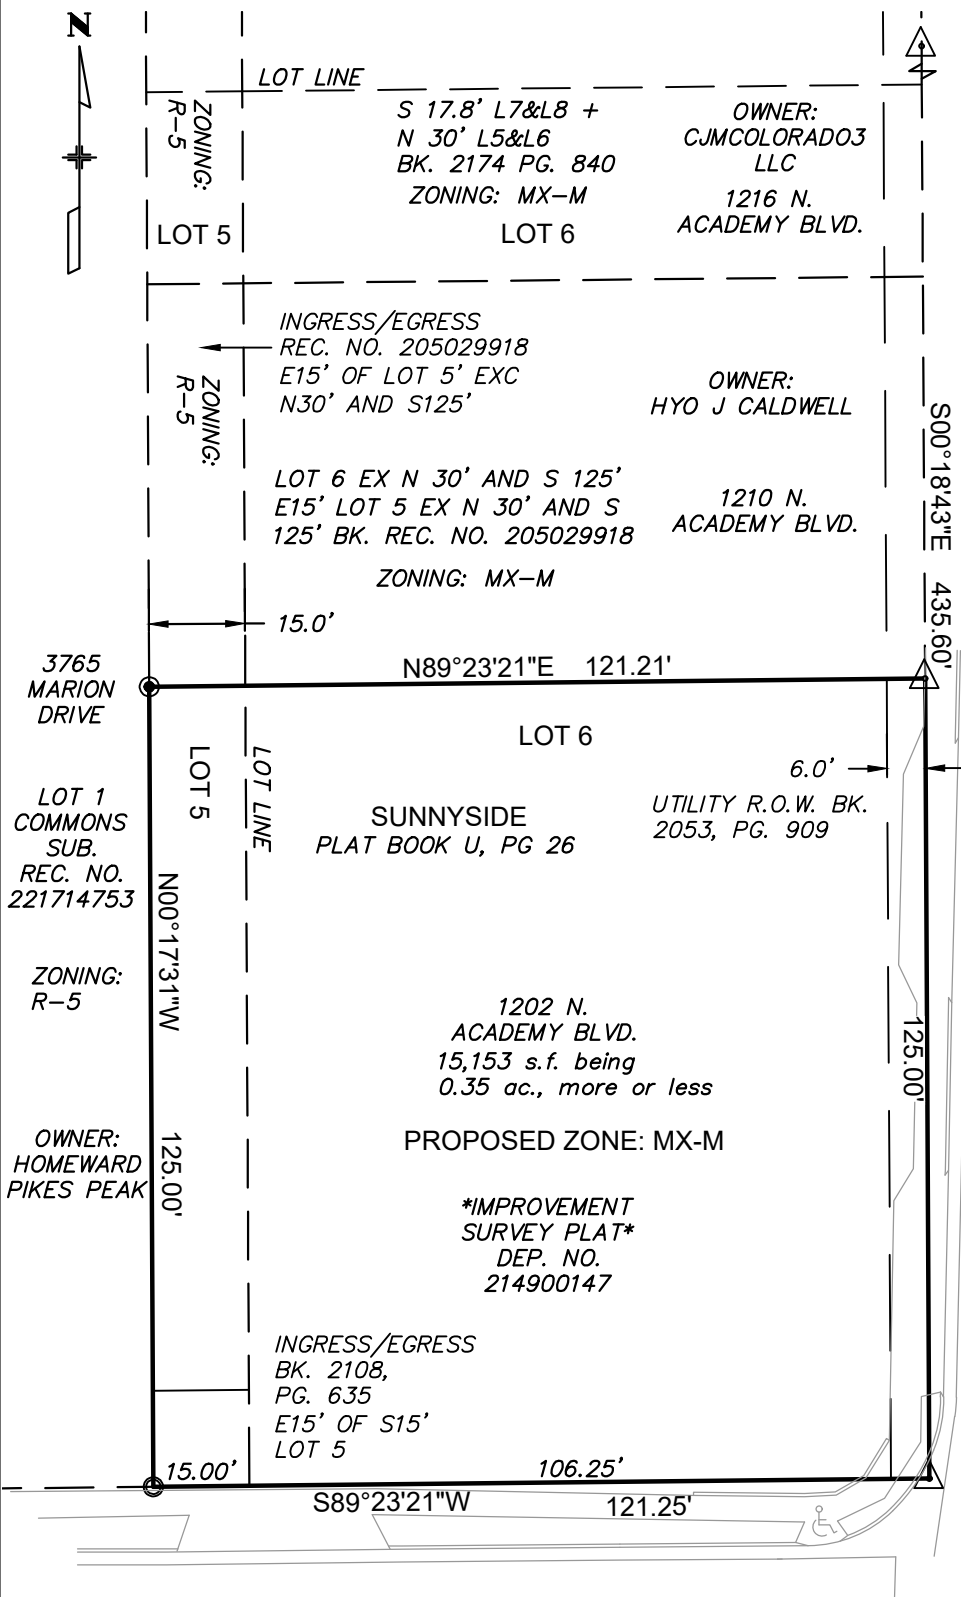 N
LOT LINE
ZONING:
R-5
S 17.8' L7&L8 +
N 30' L5&L6
BK. 2174 PG. 840
ZONING: MX-M
OWNER:
CJMCOLORADO3
LLC
1216 N.
ACADEMY BLVD.
LOT 5
LOT 6
INGRESS/EGRESS
REC. NO. 205029918
E15' OF LOT 5' EXC
N30' AND S125'
ZONING:
R-5
OWNER:
HYO J CALDWELL
LOT 6 EX N 30' AND S 125'
E15' LOT 5 EX N 30' AND S
125' BK. REC. NO. 205029918
1210 N.
ACADEMY BLVD.
ZONING: MX-M
S00°18'43"E 435.60'
15.0'
3765
MARION
DRIVE
N89°23'21"E 121.21'
LOT 6
LOT 5
LOT LINE
6.0'
UTILITY R.O.W. BK.
2053, PG. 909
SUNNYSIDE
PLAT BOOK U, PG 26
LOT 1
COMMONS
SUB.
REC. NO.
221714753
ZONING:
R-5
N00°17'31"W
125.00'
1202 N.
ACADEMY BLVD.
15,153 s.f. being
0.35 ac., more or less
125.00'
PROPOSED ZONE: MX-M
OWNER:
HOMEWARD
PIKES PEAK
*IMPROVEMENT
SURVEY PLAT*
DEP. NO.
214900147
INGRESS/EGRESS
BK. 2108,
PG. 635
E15' OF S15'
LOT 5
15.00'
106.25'
S89°23'21"W
121.25'